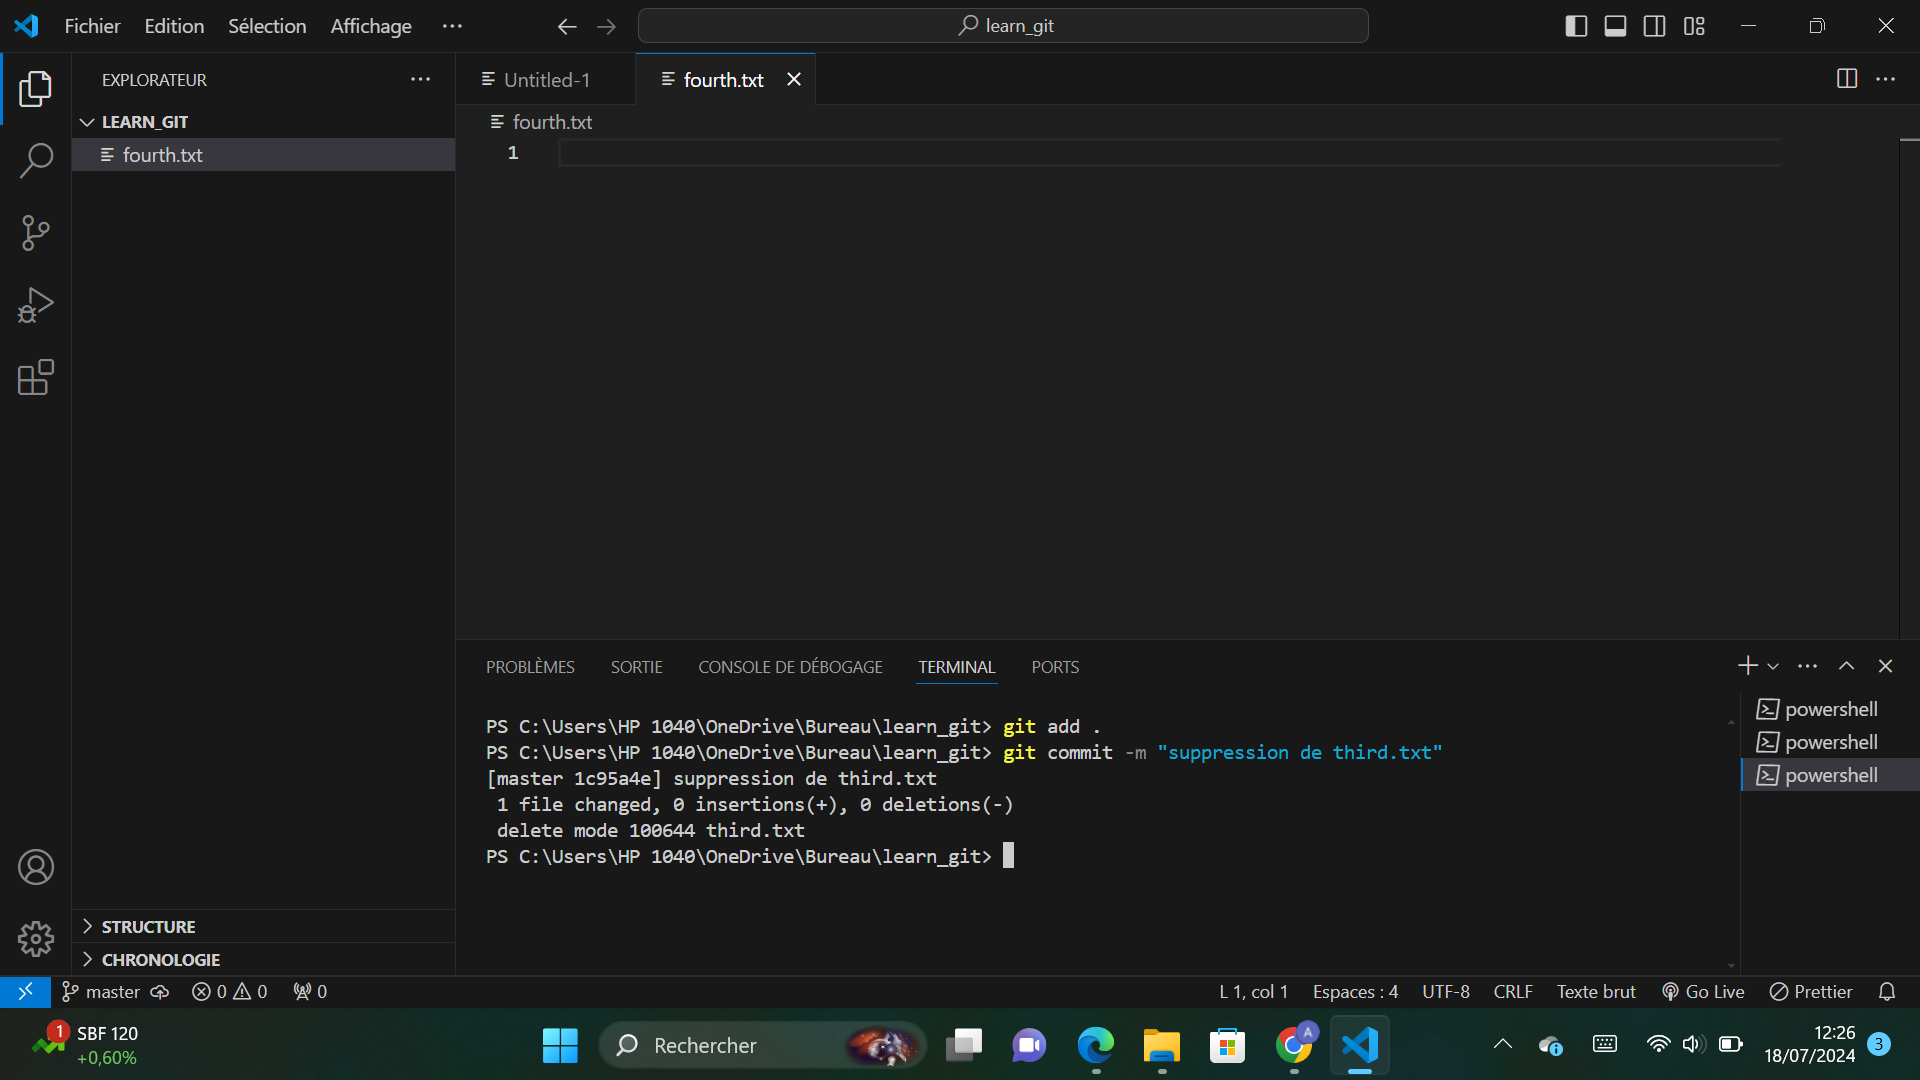 Fichier Edition Sélection Affichage ···
learn_git
EXPLORATEUR ···
LEARN_GIT
fourth.txt
Untitled-1
fourth.txt
fourth.txt
1
PROBLÈMES SORTIE CONSOLE DE DÉBOGAGE TERMINAL PORTS
PS C:\Users\HP 1040\OneDrive\Bureau\learn_git> git add .
PS C:\Users\HP 1040\OneDrive\Bureau\learn_git> git commit -m "suppression de third.txt"
[master 1c95a4e] suppression de third.txt
1 file changed, 0 insertions(+), 0 deletions(-)
delete mode 100644 third.txt
PS C:\Users\HP 1040\OneDrive\Bureau\learn_git>
powershell
powershell
powershell
STRUCTURE
CHRONOLOGIE
master 0 0 0
L 1, col 1 Espaces : 4 UTF-8 CRLF Texte brut Go Live Prettier
1
SBF 120
+0,60%
Rechercher
A
12:26
18/07/2024
3